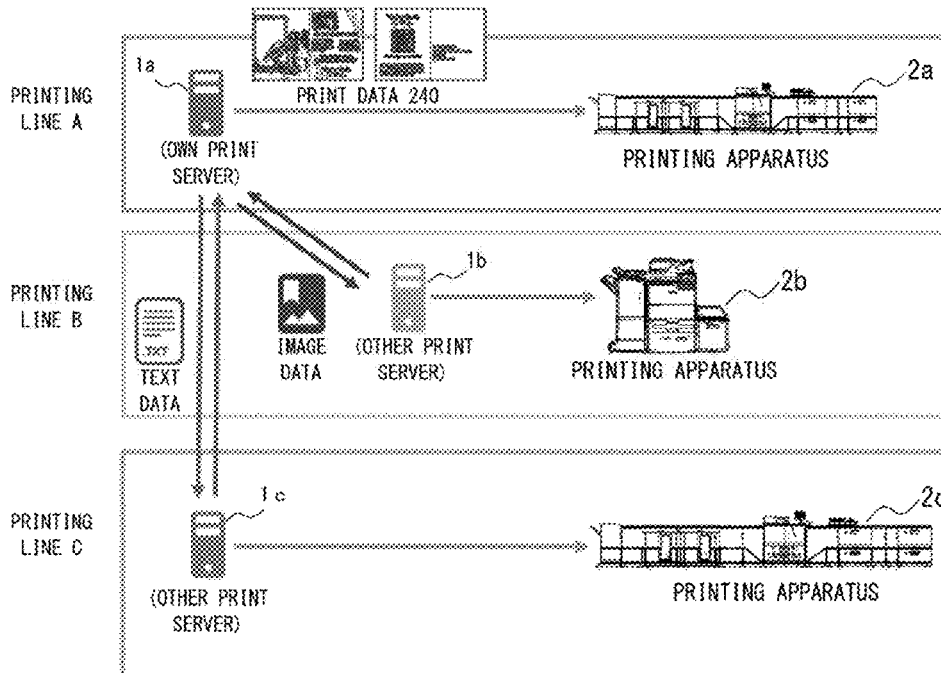 1a
PRINT DATA 240
2a
PRINTING
LINE A
(OWN PRINT
SERVER)
PRINTING APPARATUS
PRINTING
LINE B
TXT
TEXT
DATA
IMAGE
DATA
1b
(OTHER PRINT
SERVER)
2b
PRINTING APPARATUS
PRINTING
LINE C
1c
(OTHER PRINT
SERVER)
2c
PRINTING APPARATUS